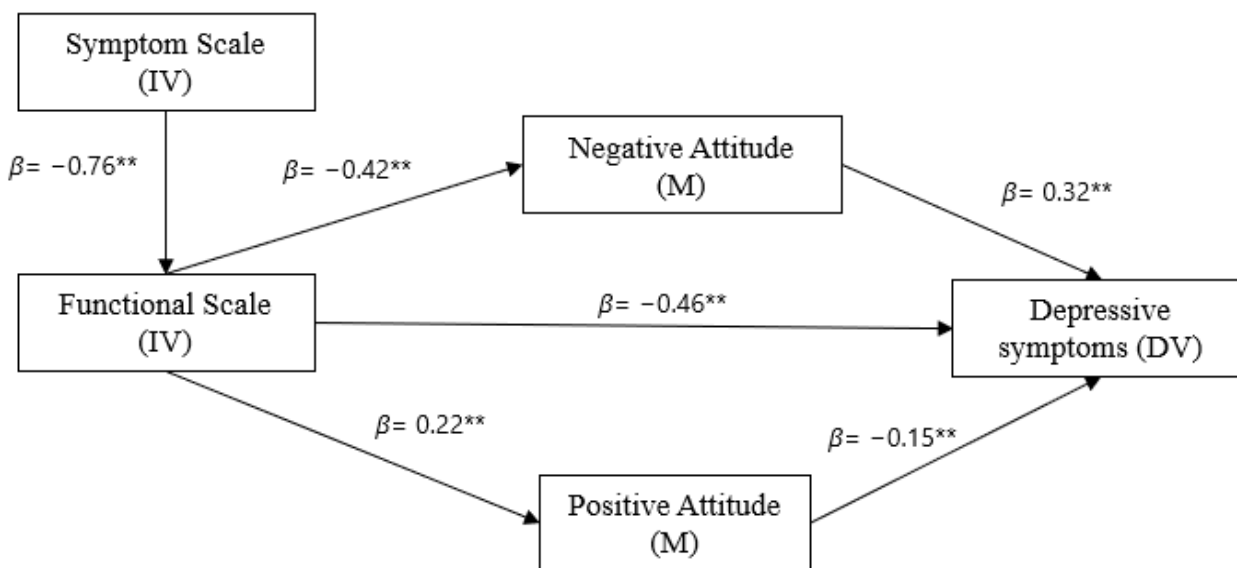 Symptom Scale
(IV)
β= −0.76**
β= −0.42**
Negative Attitude
(M)
β= 0.32**
Functional Scale
(IV)
β= −0.46**
Depressive
symptoms (DV)
β= 0.22**
β= −0.15**
Positive Attitude
(M)